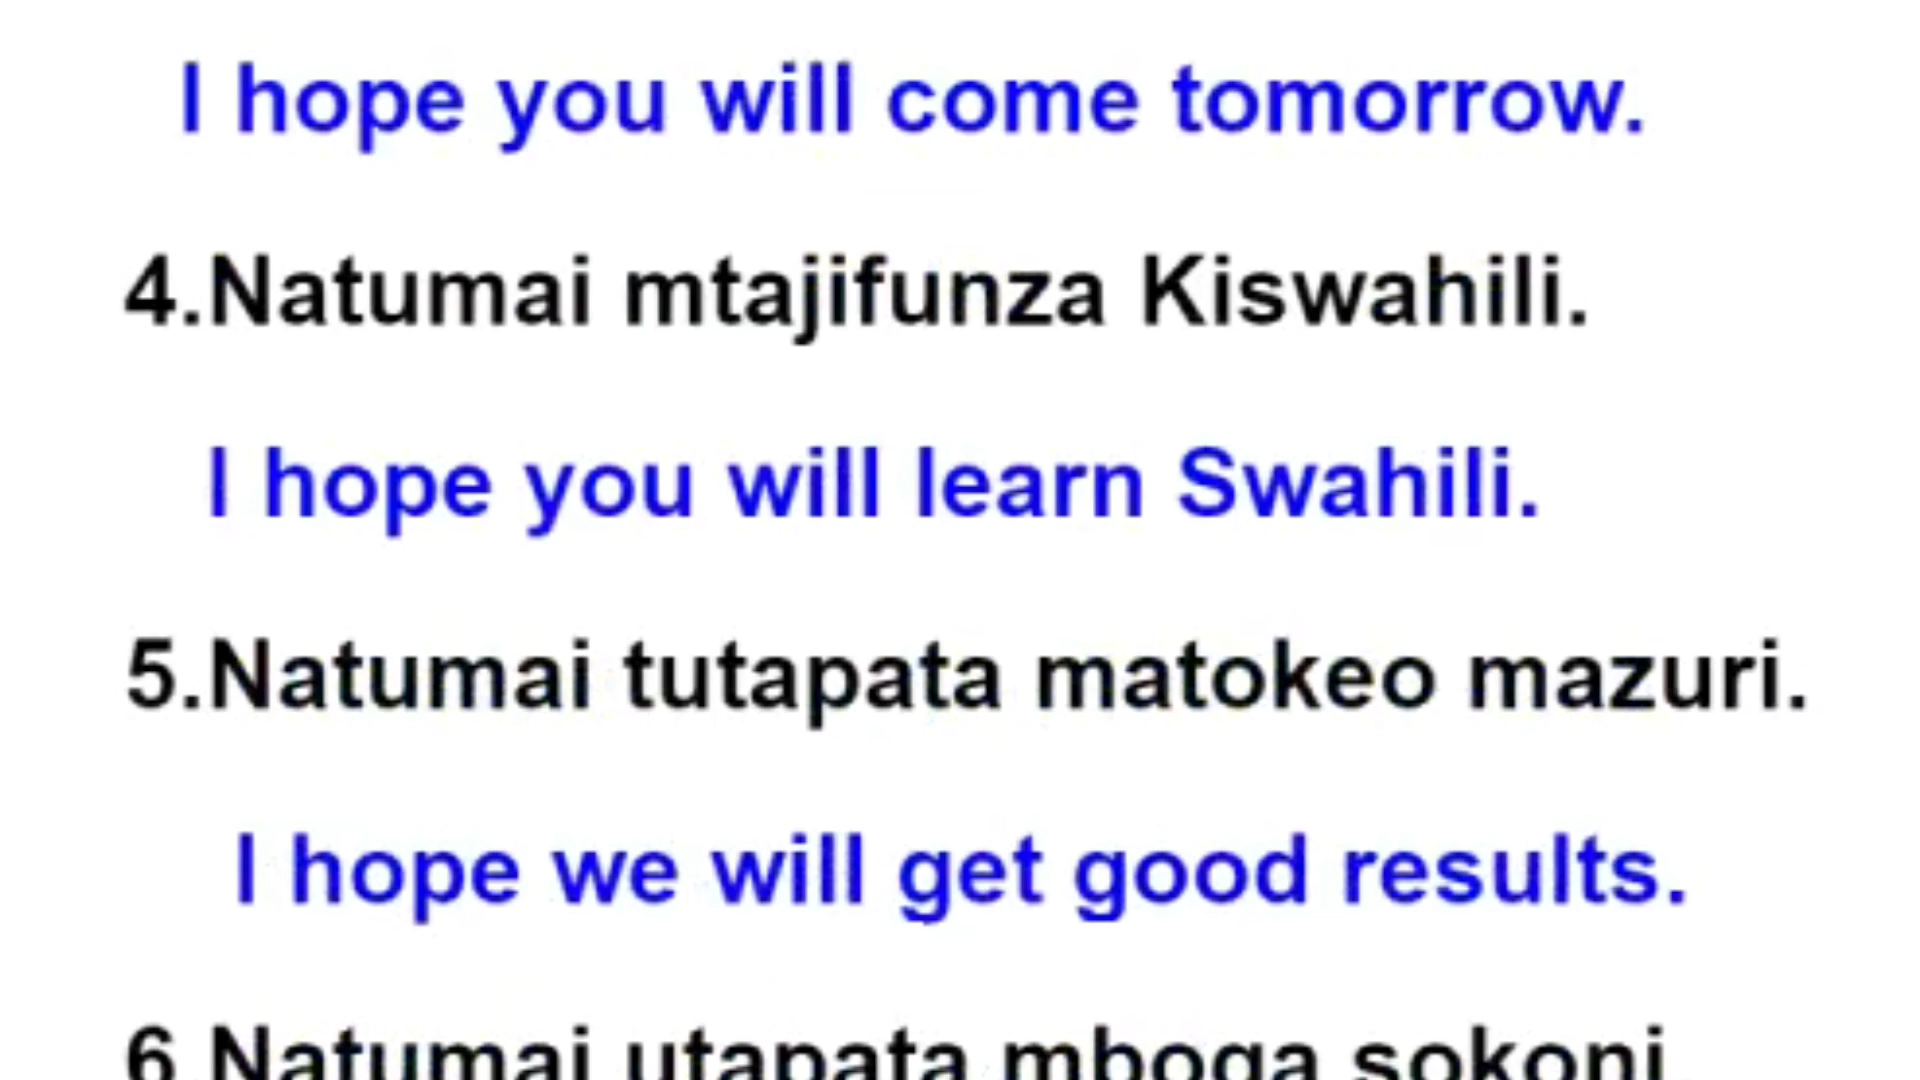 I hope you will come tomorrow.
4.Natumai mtajifunza Kiswahili.
I hope you will learn Swahili.
5.Natumai tutapata matokeo mazuri.
I hope we will get good results.
6.Natumai utapata mboga sokoni